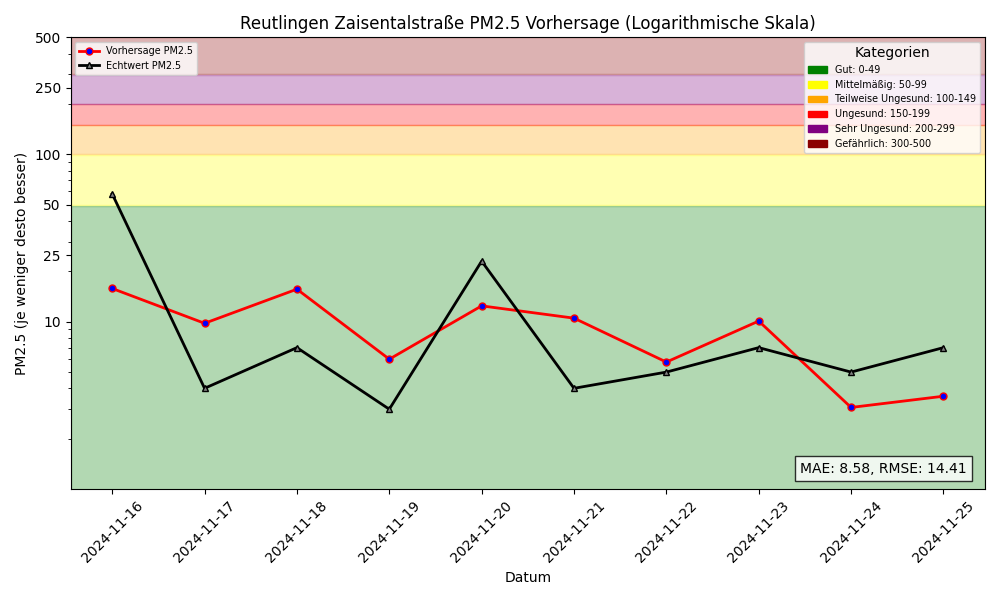 Reutlingen Zaisentalstraße PM2.5 Vorhersage (Logarithmische Skala)
Vorhersage PM2.5
Echtwert PM2.5
Kategorien
Gut: 0-49
Mittelmäßig: 50-99
Teilweise Ungesund: 100-149
Ungesund: 150-199
Sehr Ungesund: 200-299
Gefährlich: 300-500
PM2.5 (je weniger desto besser)
500
250
100
50
25
10
MAE: 8.58, RMSE: 14.41
2024-11-16
2024-11-17
2024-11-18
2024-11-19
2024-11-20
2024-11-21
2024-11-22
2024-11-23
2024-11-24
2024-11-25
Datum